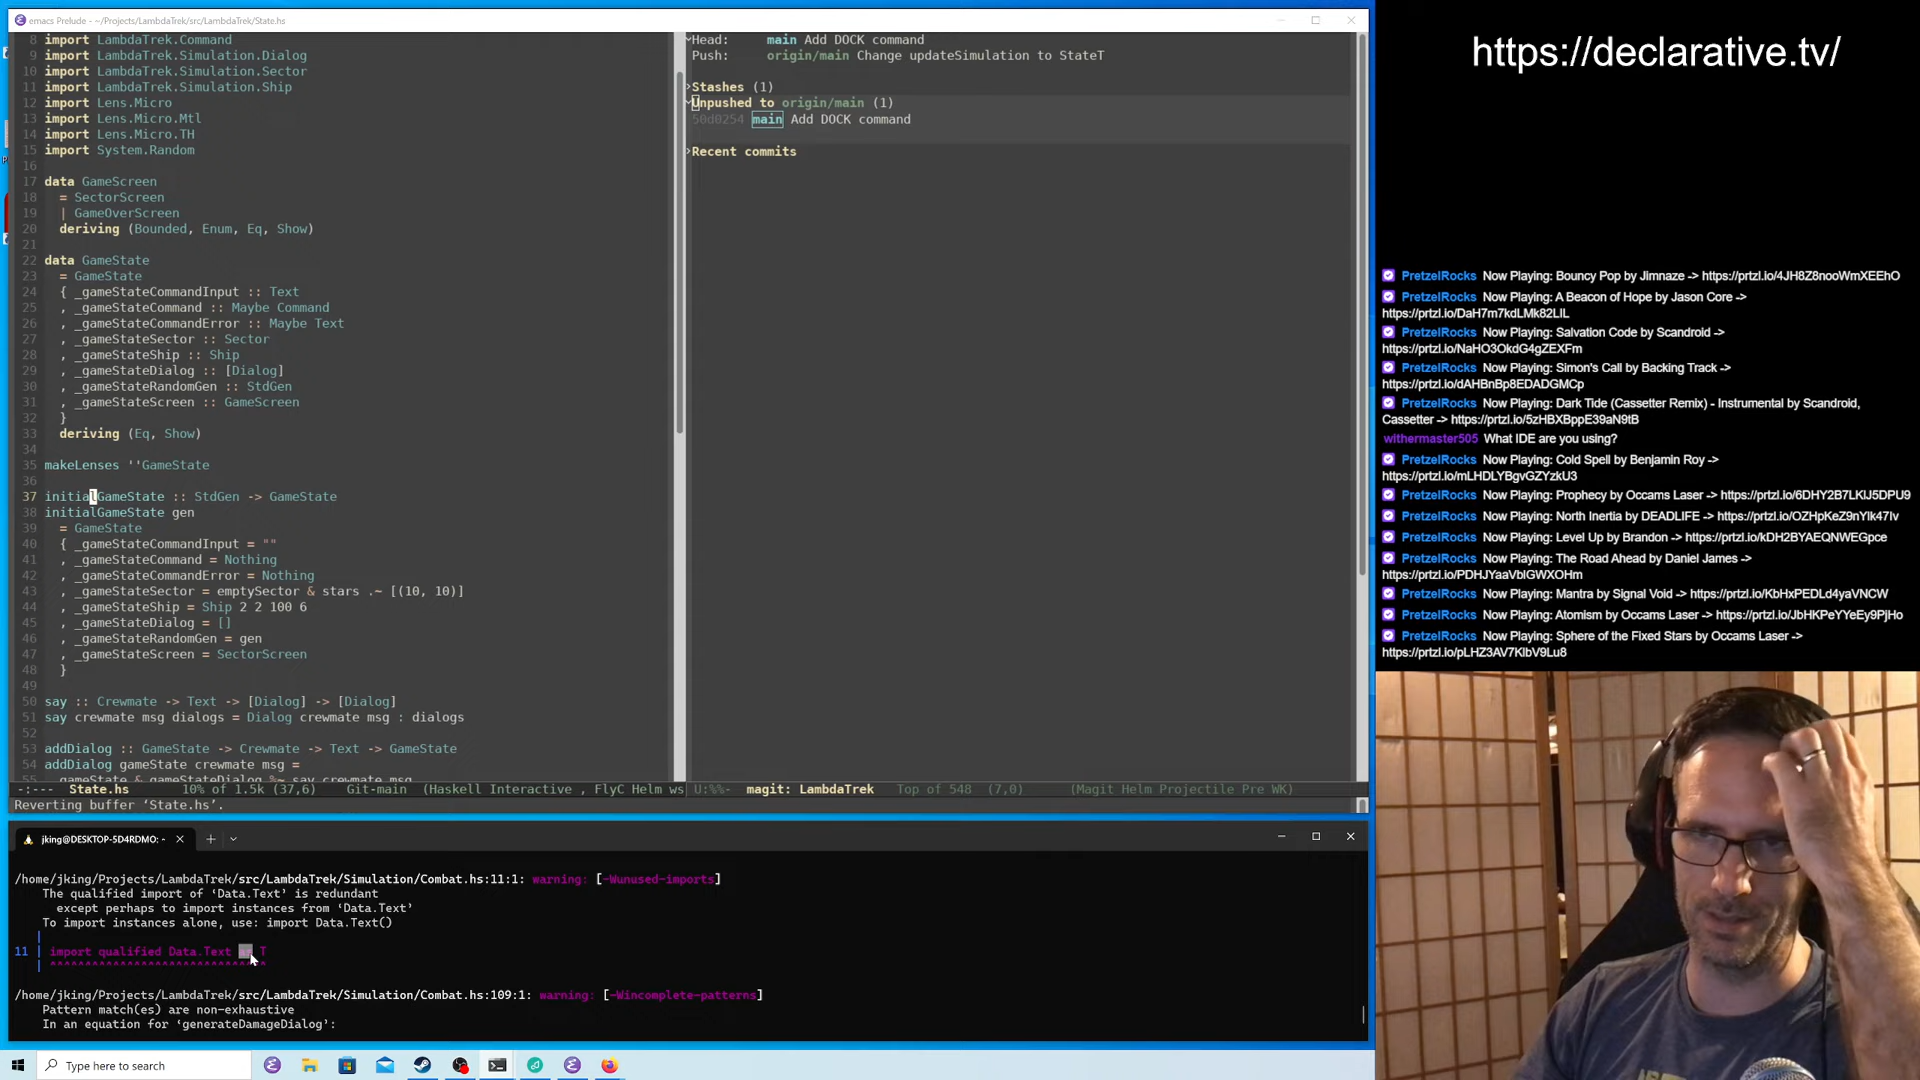 emacs Prelude - ~/Projects/LambdaTrek/src/LambdaTrek/State.hs
8 import LambdaTrek.Command
9 import LambdaTrek.Simulation.Dialog
10 import LambdaTrek.Simulation.Sector
11 import LambdaTrek.Simulation.Ship
12 import Lens.Micro
13 import Lens.Micro.Mtl
14 import Lens.Micro.TH
15 import System.Random
16
17 data GameScreen
18 = SectorScreen
19 | GameOverScreen
20 deriving (Bounded, Enum, Eq, Show)
21
22 data GameState
23 = GameState
24 { _gameStateCommandInput :: Text
25 , _gameStateCommand :: Maybe Command
26 , _gameStateCommandError :: Maybe Text
27 , _gameStateSector :: Sector
28 , _gameStateShip :: Ship
29 , _gameStateDialog :: [Dialog]
30 , _gameStateRandomGen :: StdGen
31 , _gameStateScreen :: GameScreen
32 }
33 deriving (Eq, Show)
34
35 makeLenses ''GameState
36
37 initialGameState :: StdGen -> GameState
38 initialGameState gen
39 = GameState
40 { _gameStateCommandInput = ""
41 , _gameStateCommand = Nothing
42 , _gameStateCommandError = Nothing
43 , _gameStateSector = emptySector & stars .~ [(10, 10)]
44 , _gameStateShip = Ship 2 2 100 6
45 , _gameStateDialog = []
46 , _gameStateRandomGen = gen
47 , _gameStateScreen = SectorScreen
48 }
49
50 say :: Crewmate -> Text -> [Dialog] -> [Dialog]
51 say crewmate msg dialogs = Dialog crewmate msg : dialogs
52
53 addDialog :: GameState -> Crewmate -> Text -> GameState
54 addDialog gameState crewmate msg =
55 gameState & gameStateDialog %~ say crewmate msg
-:--- State.hs 10% of 1.5k (37,6) Git-main (Haskell Interactive , FlyC Helm ws
Reverting buffer ‘State.hs’.
Head: main Add DOCK command
Push: origin/main Change updateSimulation to StateT
Stashes (1)
Unpushed to origin/main (1)
50d0254 main Add DOCK command
Recent commits
U:%%- magit: LambdaTrek Top of 548 (7,0) (Magit Helm Projectile Pre WK)
jking@DESKTOP-5D4RDMO: ~
/home/jking/Projects/LambdaTrek/src/LambdaTrek/Simulation/Combat.hs:11:1: warning: [-Wunused-imports]
The qualified import of ‘Data.Text’ is redundant
except perhaps to import instances from ‘Data.Text’
To import instances alone, use: import Data.Text()
|
11 | import qualified Data.Text as T
| ^^^^^^^^^^^^^^^^^^^^^^^^^^^^^^^
/home/jking/Projects/LambdaTrek/src/LambdaTrek/Simulation/Combat.hs:109:1: warning: [-Wincomplete-patterns]
Pattern match(es) are non-exhaustive
In an equation for ‘generateDamageDialog’:
Type here to search
https://declarative.tv/
PretzelRocks Now Playing: Bouncy Pop by Jimnaze -> https://prtzl.io/4JH8Z8nooWmXEEhO
PretzelRocks Now Playing: A Beacon of Hope by Jason Core ->
https://prtzl.io/DaH7m7kdLMk82LlL
PretzelRocks Now Playing: Salvation Code by Scandroid ->
https://prtzl.io/NaHO3OkdG4gZEXFm
PretzelRocks Now Playing: Simon's Call by Backing Track ->
https://prtzl.io/dAHBnBp8EDADGMCp
PretzelRocks Now Playing: Dark Tide (Cassetter Remix) - Instrumental by Scandroid,
Cassetter -> https://prtzl.io/5zHBXBppE39aN9tB
withermaster505 What IDE are you using?
PretzelRocks Now Playing: Cold Spell by Benjamin Roy ->
https://prtzl.io/mLHDLYBgvGZYzkU3
PretzelRocks Now Playing: Prophecy by Occams Laser -> https://prtzl.io/6DHY2B7LKlJ5DPU9
PretzelRocks Now Playing: North Inertia by DEADLIFE -> https://prtzl.io/OZHpKeZ9nYlk47Iv
PretzelRocks Now Playing: Level Up by Brandon -> https://prtzl.io/kDH2BYAEQNWEGpce
PretzelRocks Now Playing: The Road Ahead by Daniel James ->
https://prtzl.io/PDHJYaaVblGWXOHm
PretzelRocks Now Playing: Mantra by Signal Void -> https://prtzl.io/KbHxPEDLd4yaVNCW
PretzelRocks Now Playing: Atomism by Occams Laser -> https://prtzl.io/JbHKPeYYeEy9PjHo
PretzelRocks Now Playing: Sphere of the Fixed Stars by Occams Laser ->
https://prtzl.io/pLHZ3AV7KlbV9Lu8